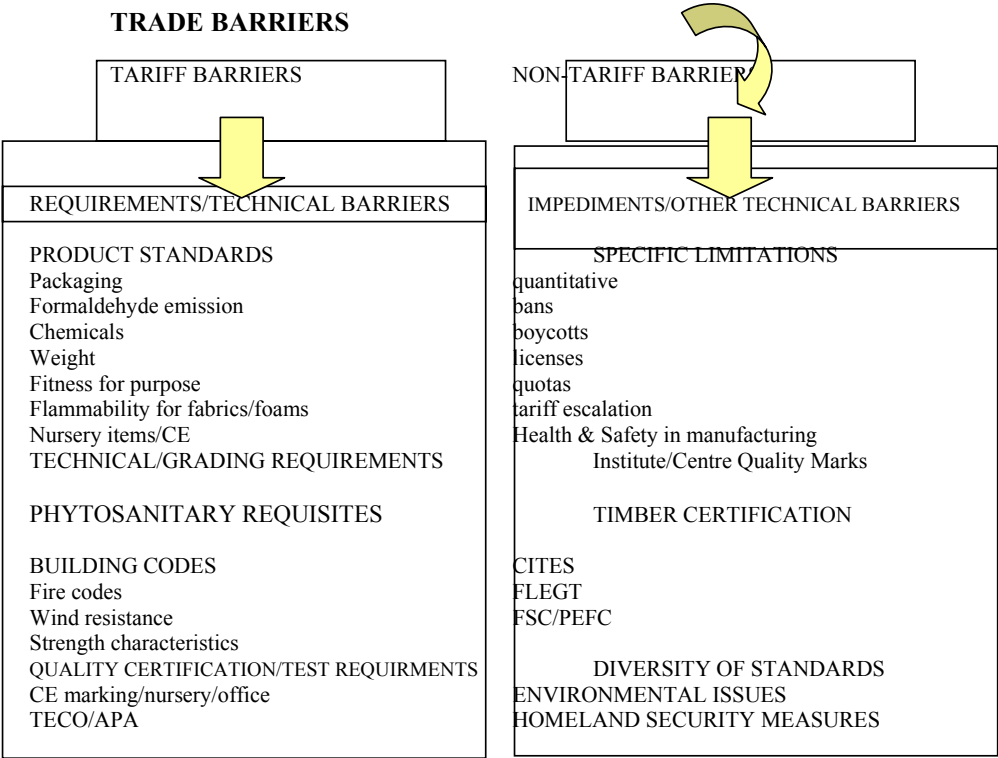 TRADE BARRIERS
TARIFF BARRIERS
REQUIREMENTS/TECHNICAL BARRIERS
PRODUCT STANDARDS
Packaging
Formaldehyde emission
Chemicals
Weight
Fitness for purpose
Flammability for fabrics/foams
Nursery items/CE
TECHNICAL/GRADING REQUIREMENTS
PHYTOSANITARY REQUISITES
BUILDING CODES
Fire codes
Wind resistance
Strength characteristics
QUALITY CERTIFICATION/TEST REQUIRMENTS
CE marking/nursery/office
TECO/APA
NON-TARIFF BARRIERS
IMPEDIMENTS/OTHER TECHNICAL BARRIERS
SPECIFIC LIMITATIONS
quantitative
bans
boycotts
licenses
quotas
tariff escalation
Health & Safety in manufacturing
Institute/Centre Quality Marks
TIMBER CERTIFICATION
CITES
FLEGT
FSC/PEFC
DIVERSITY OF STANDARDS
ENVIRONMENTAL ISSUES
HOMELAND SECURITY MEASURES